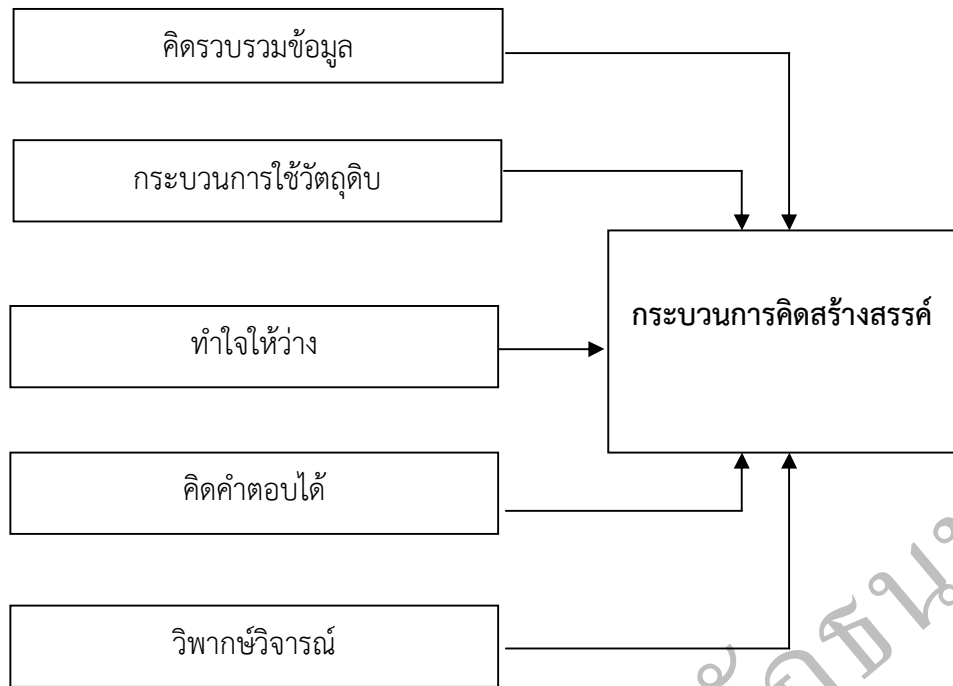 คิดรวบรวมข้อมูล
กระบวนการใช้วัตถุดิบ
ทำใจให้ว่าง
กระบวนการคิดสร้างสรรค์
คิดคำตอบได้
วิพากษ์วิจารณ์